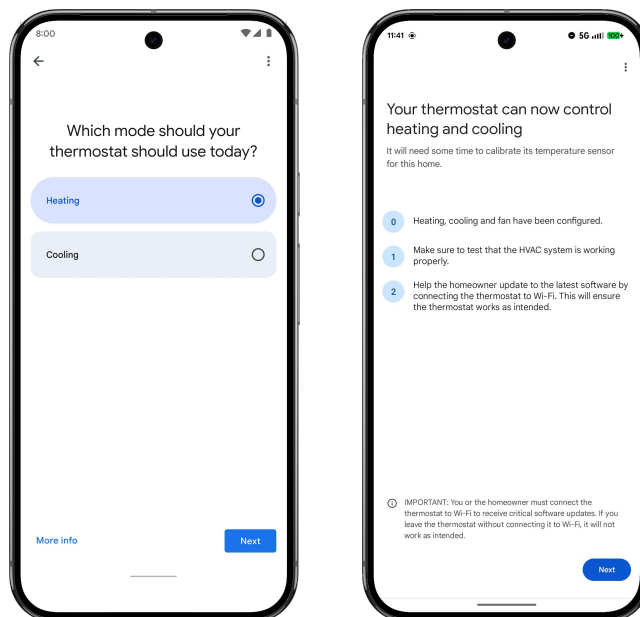 8:00
Which mode should your
thermostat should use today?
Heating
Cooling
More info
Next
11:41
5G
100
Your thermostat can now control
heating and cooling
It will need some time to calibrate its temperature sensor
for this home.
0
Heating, cooling and fan have been configured.
1
Make sure to test that the HVAC system is working
properly.
2
Help the homeowner update to the latest software by
connecting the thermostat to Wi-Fi. This will ensure
the thermostat works as intended.
IMPORTANT: You or the homeowner must connect the
thermostat to Wi-Fi to receive critical software updates. If you
leave the thermostat without connecting it to Wi-Fi, it will not
work as intended.
Next